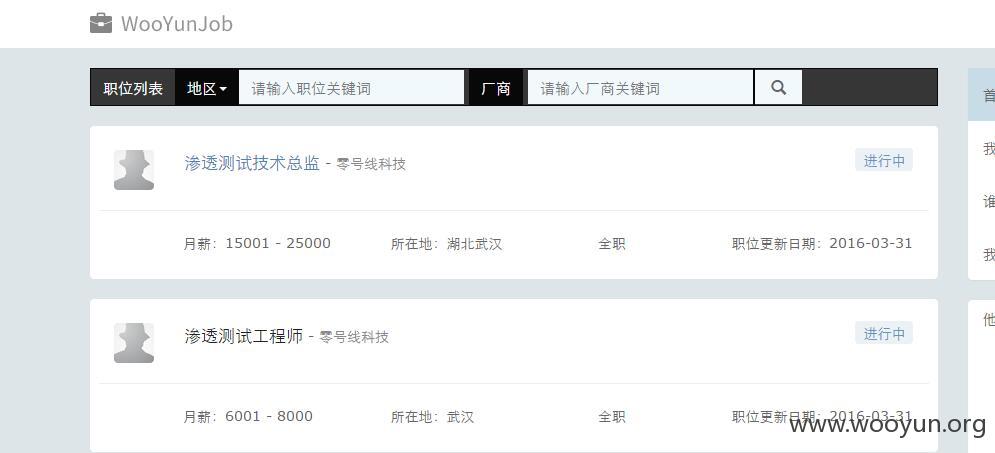 WooYunJob
职位列表 地区 请输入职位关键词 厂商 请输入厂商关键词
首
渗透测试技术总监 - 零号线科技 进行中
我
谁
月薪：15001 - 25000 所在地：湖北武汉 全职 职位更新日期：2016-03-31
我
渗透测试工程师 - 零号线科技 进行中
他
月薪：6001 - 8000 所在地：武汉 全职 职位更新日期：2016-03-31
www.wooyun.org